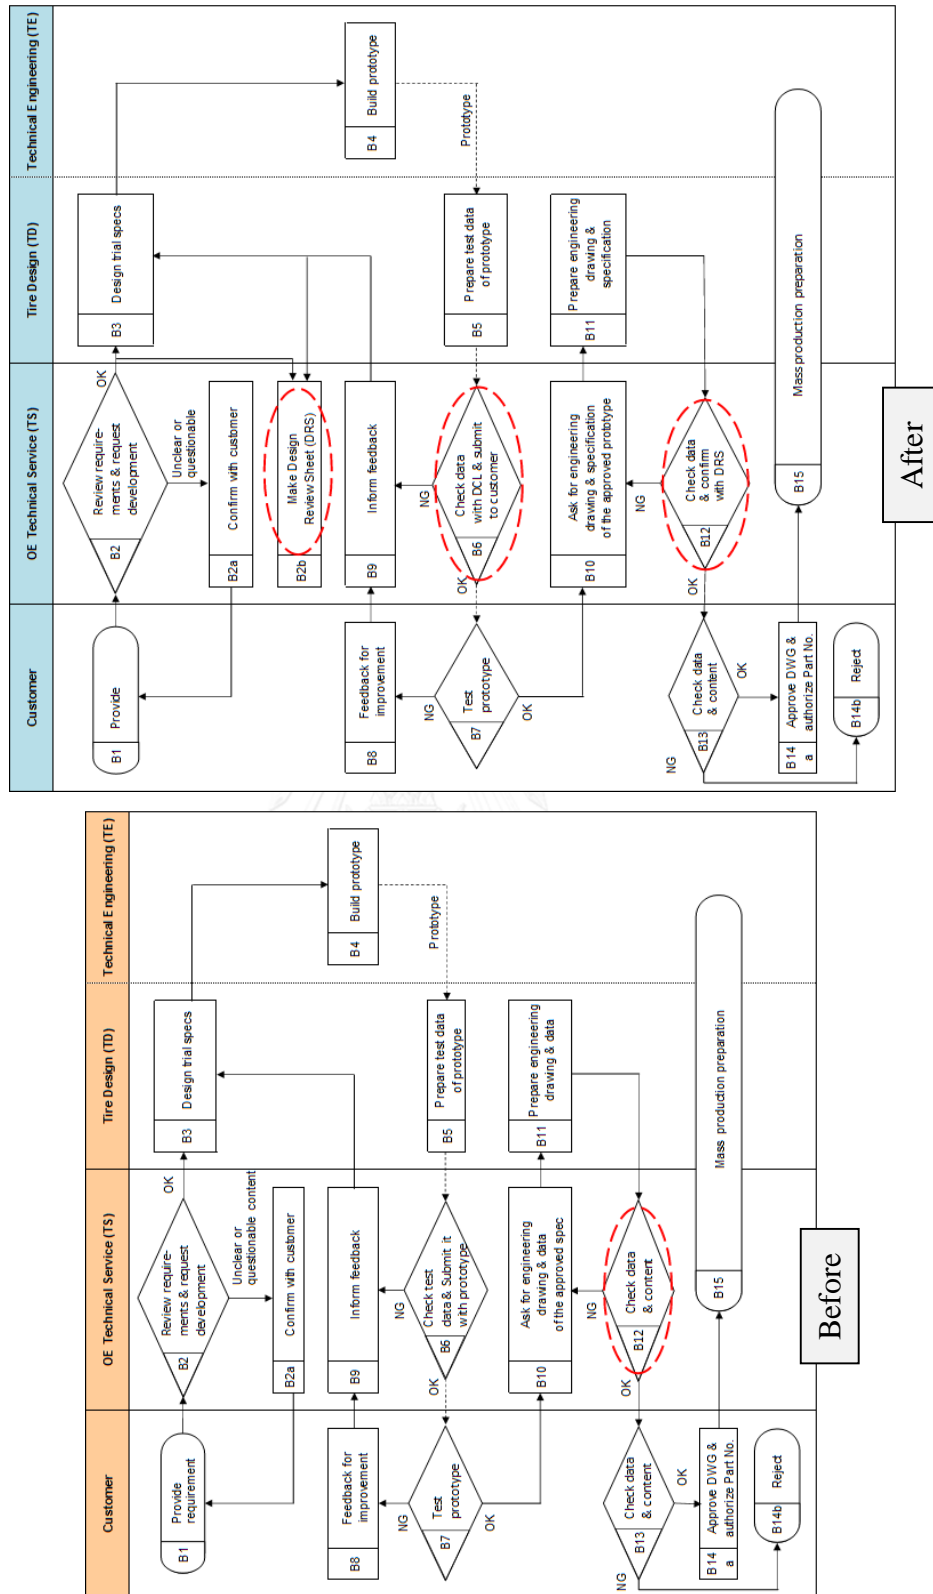 Customer
OE Technical Service (TS)
Tire Design (TD)
Technical Engineering (TE)
B1
Provide
B2
Review require-
ments & request
development
OK
Unclear or
questionable
B2a
Confirm with customer
B2b
Make Design
Review Sheet (DRS)
B3
Design trial specs
B4
Build prototype
Prototype
B5
Prepare test data
of prototype
B6
Check data
with DCL & submit
to customer
OK
NG
B7
Test
prototype
NG
OK
B8
Feedback for
improvement
B9
Inform feedback
B10
Ask for engineering
drawing & specification
of the approved prototype
B11
Prepare engineering
drawing &
specification
B12
Check data
& confirm
with DRS
NG
OK
B13
Check data
& content
NG
OK
B14
a
Approve DWG &
authorize Part No.
B14b
Reject
B15
Mass production preparation
After
Customer
OE Technical Service (TS)
Tire Design (TD)
Technical Engineering (TE)
B1
Provide
requirement
B2
Review require-
ments & request
development
OK
Unclear or
questionable content
B2a
Confirm with customer
B3
Design trial specs
B4
Build prototype
Prototype
B5
Prepare test data
of prototype
B6
Check test
data & Submit it
with prototype
OK
NG
B7
Test
prototype
NG
OK
B8
Feedback for
improvement
B9
Inform feedback
B10
Ask for engineering
drawing & data
of the approved spec
B11
Prepare engineering
drawing & data
B12
Check data
& content
NG
OK
B13
Check data
& content
NG
OK
B14
a
Approve DWG &
authorize Part No.
B14b
Reject
B15
Mass production preparation
Before